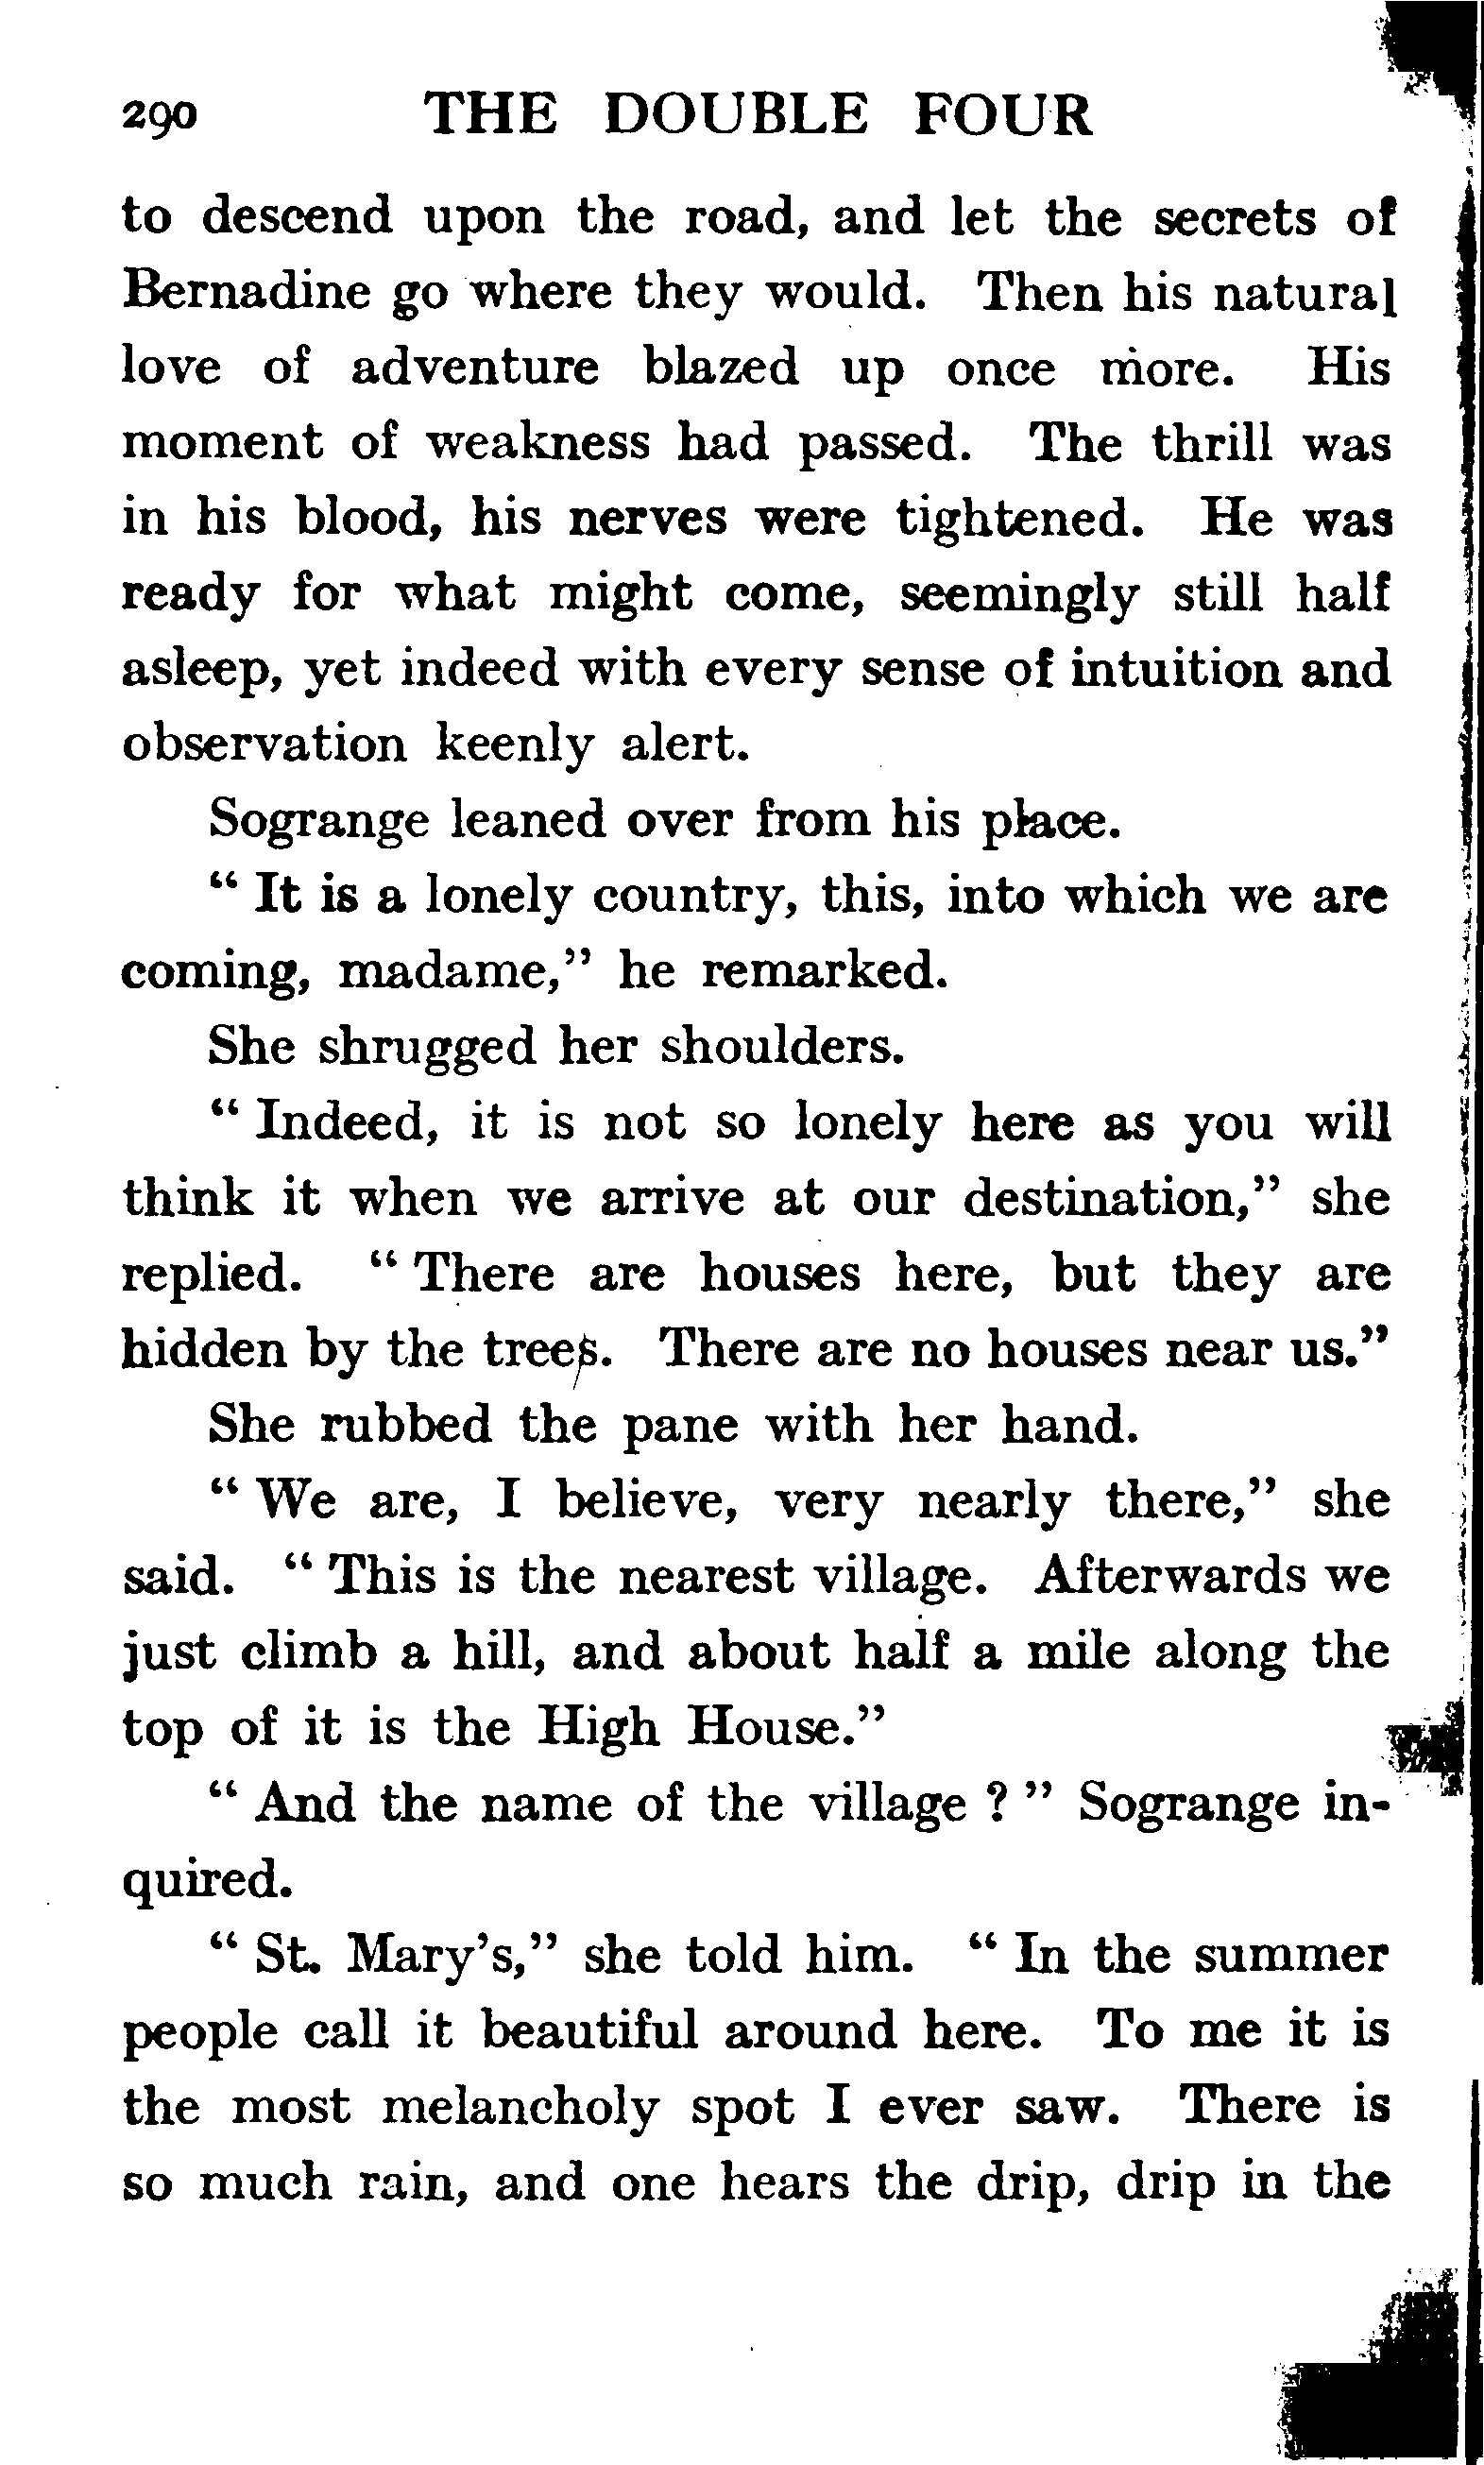 290 THE DOUBLE FOUR
to descend upon the road, and let the secrets of
Bernadine go where they would. Then his natural
love of adventure blazed up once more. His
moment of weakness had passed. The thrill was
in his blood, his nerves were tightened. He was
ready for what might come, seemingly still half
asleep, yet indeed with every sense of intuition and
observation keenly alert.
Sogrange leaned over from his place.
“ It is a lonely country, this, into which we are
coming, madame,” he remarked.
She shrugged her shoulders.
“ Indeed, it is not so lonely here as you will
think it when we arrive at our destination,” she
replied. “ There are houses here, but they are
hidden by the trees. There are no houses near us.”
She rubbed the pane with her hand.
“ We are, I believe, very nearly there,” she
said. “ This is the nearest village. Afterwards we
just climb a hill, and about half a mile along the
top of it is the High House.”
“ And the name of the village ? ” Sogrange in-
quired.
“ St. Mary’s,” she told him. “ In the summer
people call it beautiful around here. To me it is
the most melancholy spot I ever saw. There is
so much rain, and one hears the drip, drip in the